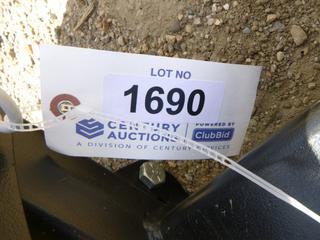 LOT NO
1690
CENTURY AUCTIONS
POWERED BY
ClubBid
A DIVISION OF CENTURY SERVICES